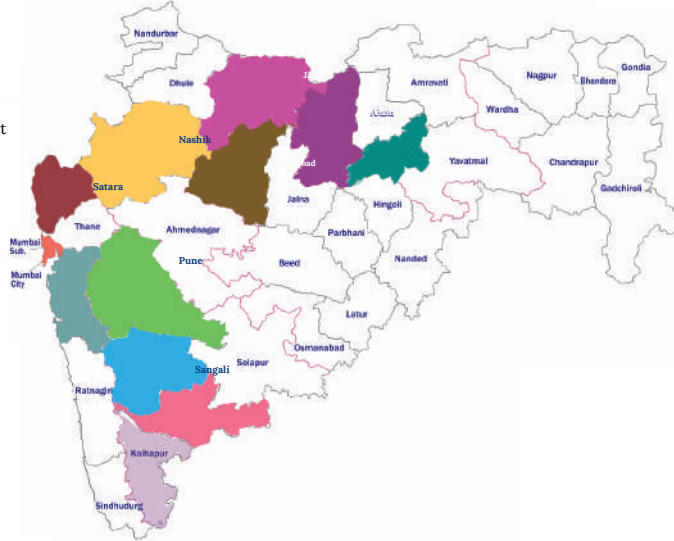 Nandurbar
Dhule
Amravati
Nagpur
Bhandara
Gondia
Wardha
Akola
Nashik
Yavatmal
Chandrapur
Gadchiroli
Satara
Jalna
Hingoli
Thane
Ahmednagar
Parbhani
Mumbai
Sub.
Pune
Beed
Nanded
Mumbai
City
Latur
Osmanabad
Solapur
Sangali
Ratnagiri
Kolhapur
Sindhudurg